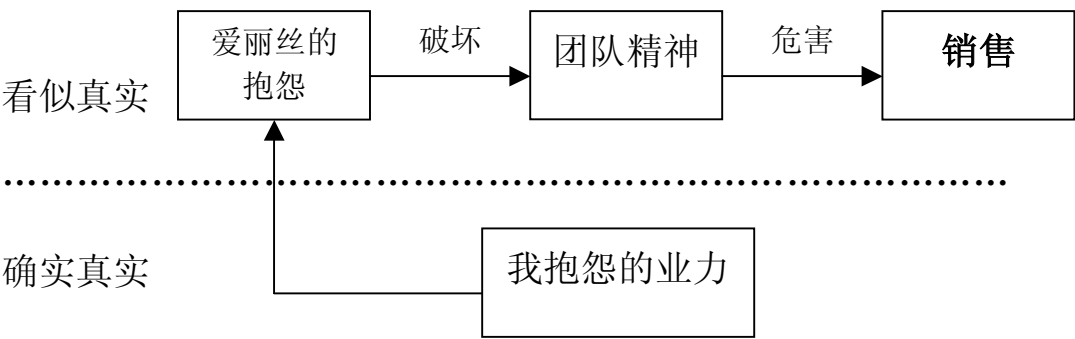 爱丽丝的
抱怨
破坏
团队精神
危害
销售
看似真实
确实真实
我抱怨的业力